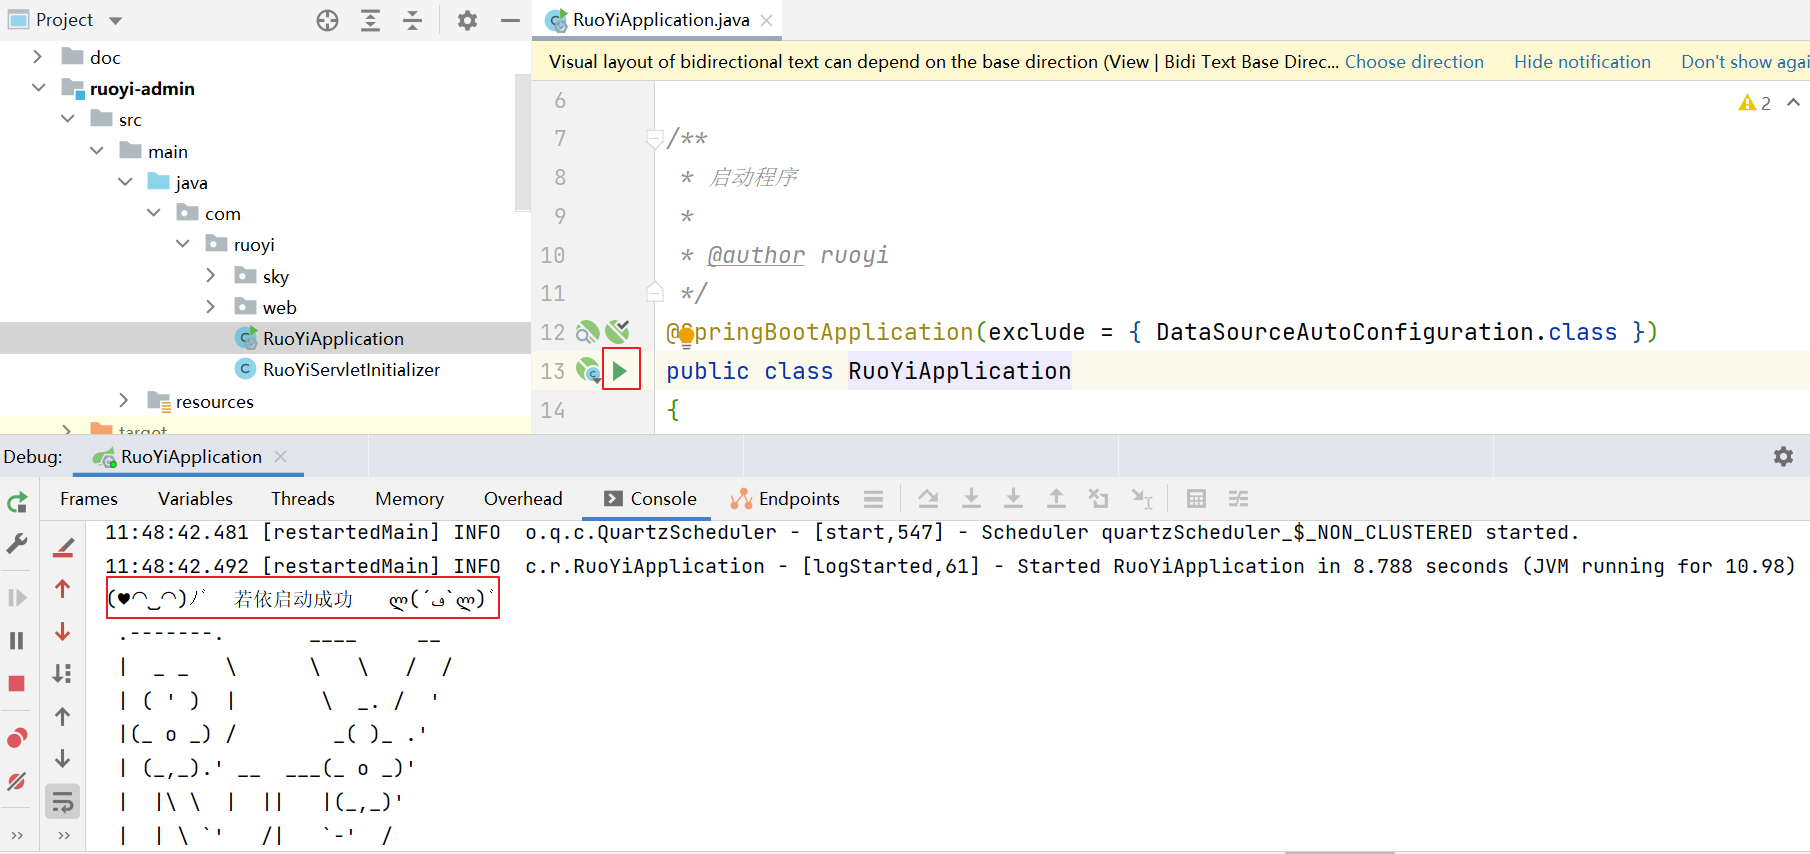 Project
RuoYiApplication.java
doc
ruoyi-admin
src
main
java
com
ruoyi
sky
web
RuoYiApplication
RuoYiServletInitializer
resources
target
Visual layout of bidirectional text can depend on the base direction (View | Bidi Text Base Direc... Choose direction Hide notification Don't show agai
2
6
7 /**
8 * 启动程序
9 *
10 * @author ruoyi
11 */
12 @SpringBootApplication(exclude = { DataSourceAutoConfiguration.class })
13 public class RuoYiApplication
14 {
Debug: RuoYiApplication
Frames Variables Threads Memory Overhead Console Endpoints
11:48:42.481 [restartedMain] INFO  o.q.c.QuartzScheduler - [start,547] - Scheduler quartzScheduler_$_NON_CLUSTERED started.
11:48:42.492 [restartedMain] INFO  c.r.RuoYiApplication - [logStarted,61] - Started RuoYiApplication in 8.788 seconds (JVM running for 10.98)
(♥◠‿◠)ﾉﾞ  若依启动成功   ლ(´ڡ`ლ)ﾞ
 .-------.       ____     __
 |  _ _   \      \   \   /  /
 | ( ' )  |       \  _. /  '
 |(_ o _) /        _( )_ .'
 | (_,_).' __  ___(_ o _)'
 |  |\ \  |  ||   |(_,_)'
 |  | \ `'   /|   `-'  /